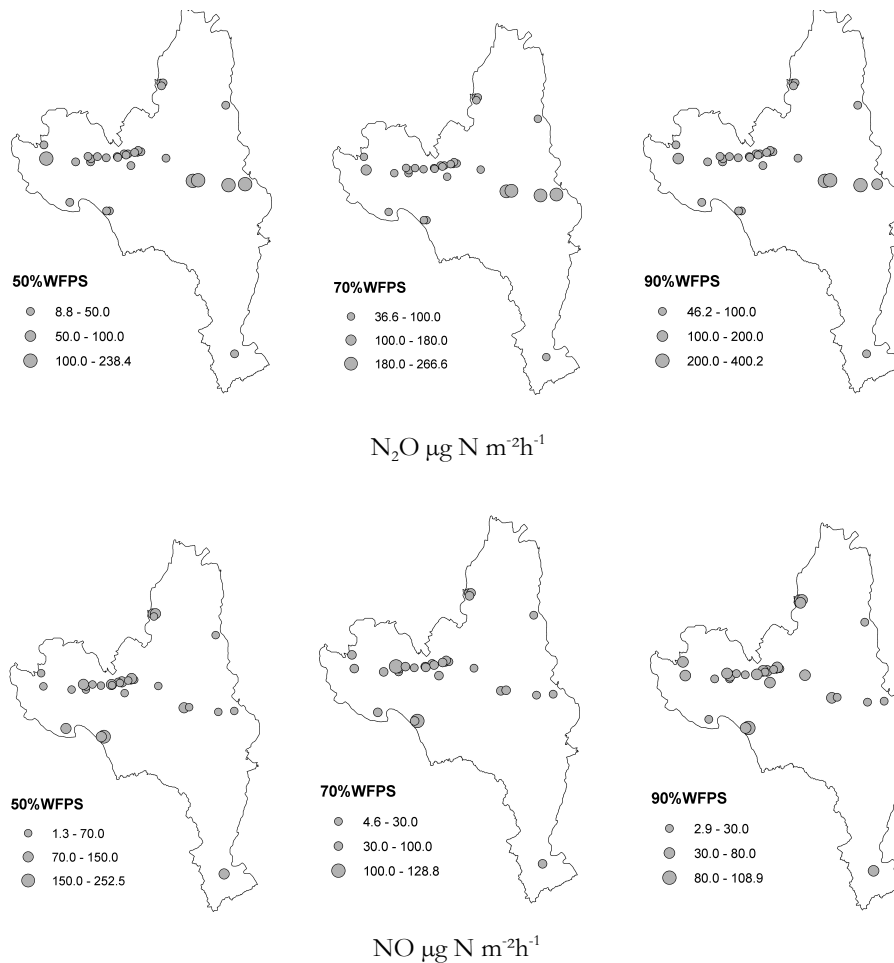 50%WFPS
8.8 - 50.0
50.0 - 100.0
100.0 - 238.4
70%WFPS
36.6 - 100.0
100.0 - 180.0
180.0 - 266.6
90%WFPS
46.2 - 100.0
100.0 - 200.0
200.0 - 400.2
N₂O μg N m⁻²h⁻¹
50%WFPS
1.3 - 70.0
70.0 - 150.0
150.0 - 252.5
70%WFPS
4.6 - 30.0
30.0 - 100.0
100.0 - 128.8
90%WFPS
2.9 - 30.0
30.0 - 80.0
80.0 - 108.9
NO μg N m⁻²h⁻¹